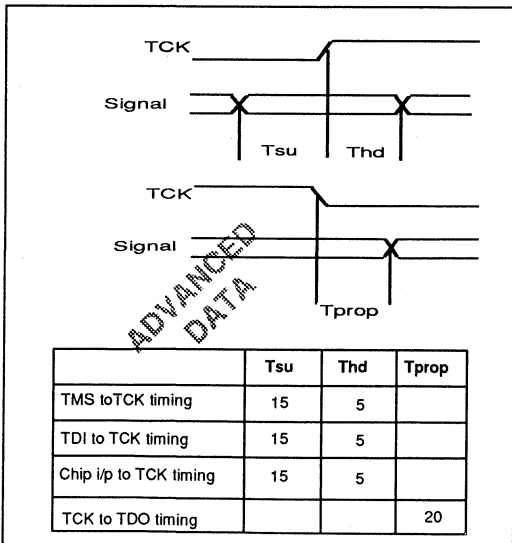 TCK
Signal
Tsu Thd
TCK
Signal
Tprop
ADVANCED
DATA
Tsu Thd Tprop
TMS toTCK timing 15 5
TDI to TCK timing 15 5
Chip i/p to TCK timing 15 5
TCK to TDO timing 20